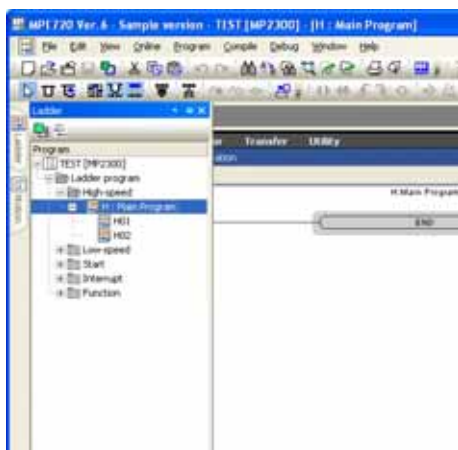 MPE720 Ver.6 - Sample version - TEST [MP2300] - [H : Main Program]
File Edit View Online Program Compile Debug Window Help
Ladder
Transfer Utility
Program
TEST [MP2300]
Ladder program
High-speed
H : Main Program
H01
H02
Low-speed
Start
Interrupt
Function
H:Main Program
END